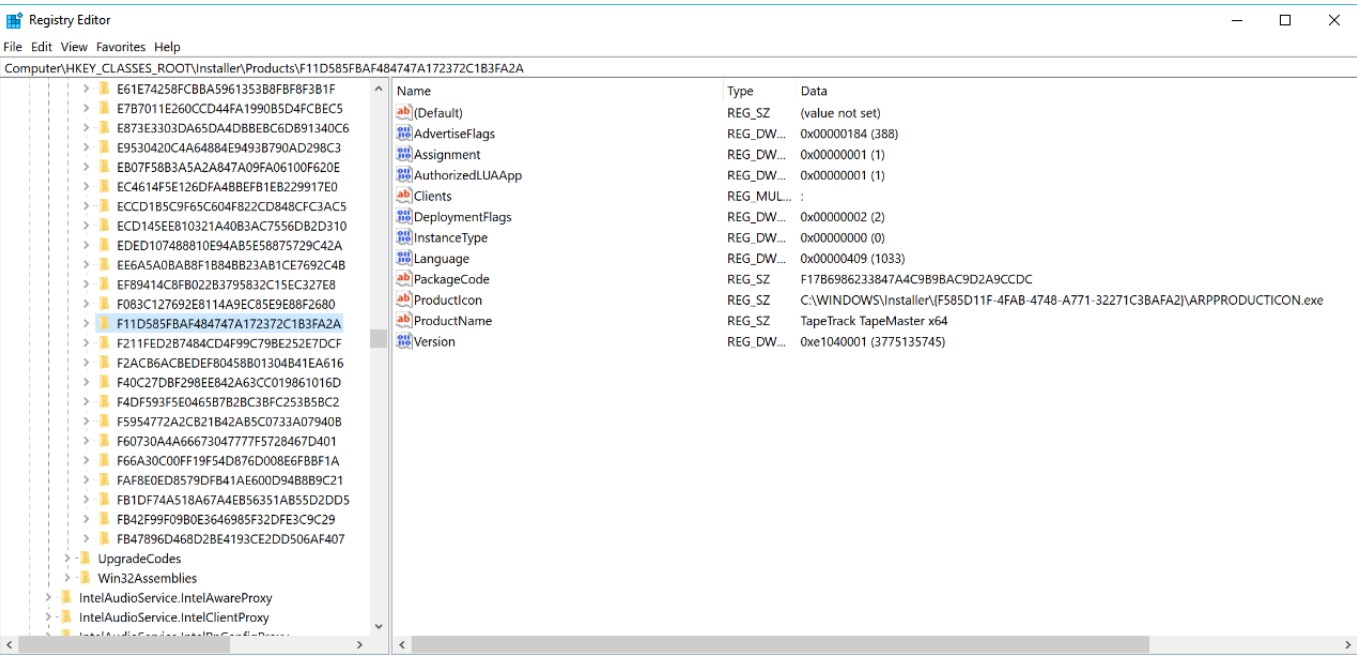 Registry Editor
File Edit View Favorites Help
Computer\HKEY_CLASSES_ROOT\Installer\Products\F11D585FBAF484747A172372C1B3FA2A
E61E74258FCBBA5961353B8FBF8F3B1F
E7B7011E260CCD44FA1990B5D4FCBEC5
E873E3303DA65DA4DBBEBC6DB91340C6
E9530420C4A64884E9493B790AD298C3
EB07F58B3A5A2A847A09FA06100F620E
EC4614F5E126DFA4BBEFB1EB229917E0
ECCD1B5C9F65C604F822CD848CFC3AC5
ECD145EE810321A40B3AC7556DB2D310
EDED107488810E94AB5E58875729C42A
EE6A5A0BAB8F1B84BB23AB1CE7692C4B
EF89414C8FB022B3795832C15EC327E8
F083C127692E8114A9EC85E9E88F2680
F11D585FBAF484747A172372C1B3FA2A
F211FED2B7484CD4F99C79BE252E7DCF
F2ACB6ACBEDEF80458B01304B41EA616
F40C27DBF298EE842A63CC019861016D
F4DF593F5E0465B7B2BC3BFC253B5BC2
F5954772A2CB21B42AB5C0733A07940B
F60730A4A66673047777F5728467D401
F66A30C00FF19F54D876D008E6FBBF1A
FAF8E0ED8579DFB41AE600D94B8B9C21
FB1DF74A518A67A4EB56351AB55D2DD5
FB42F99F09B0E3646985F32DFE3C9C29
FB47896D468D2BE4193CE2DD506AF407
UpgradeCodes
Win32Assemblies
IntelAudioService.IntelAwareProxy
IntelAudioService.IntelClientProxy
Name Type Data
(Default) REG_SZ (value not set)
AdvertiseFlags REG_DW... 0x00000184 (388)
Assignment REG_DW... 0x00000001 (1)
AuthorizedLUAApp REG_DW... 0x00000001 (1)
Clients REG_MUL... :
DeploymentFlags REG_DW... 0x00000002 (2)
InstanceType REG_DW... 0x00000000 (0)
Language REG_DW... 0x00000409 (1033)
PackageCode REG_SZ F17B6986233847A4C9B9BAC9D2A9CCDC
ProductIcon REG_SZ C:\WINDOWS\Installer\{F585D11F-4FAB-4748-A771-32271C3BAFA2}\ARPPRODUCTICON.exe
ProductName REG_SZ TapeTrack TapeMaster x64
Version REG_DW... 0xe1040001 (3775135745)